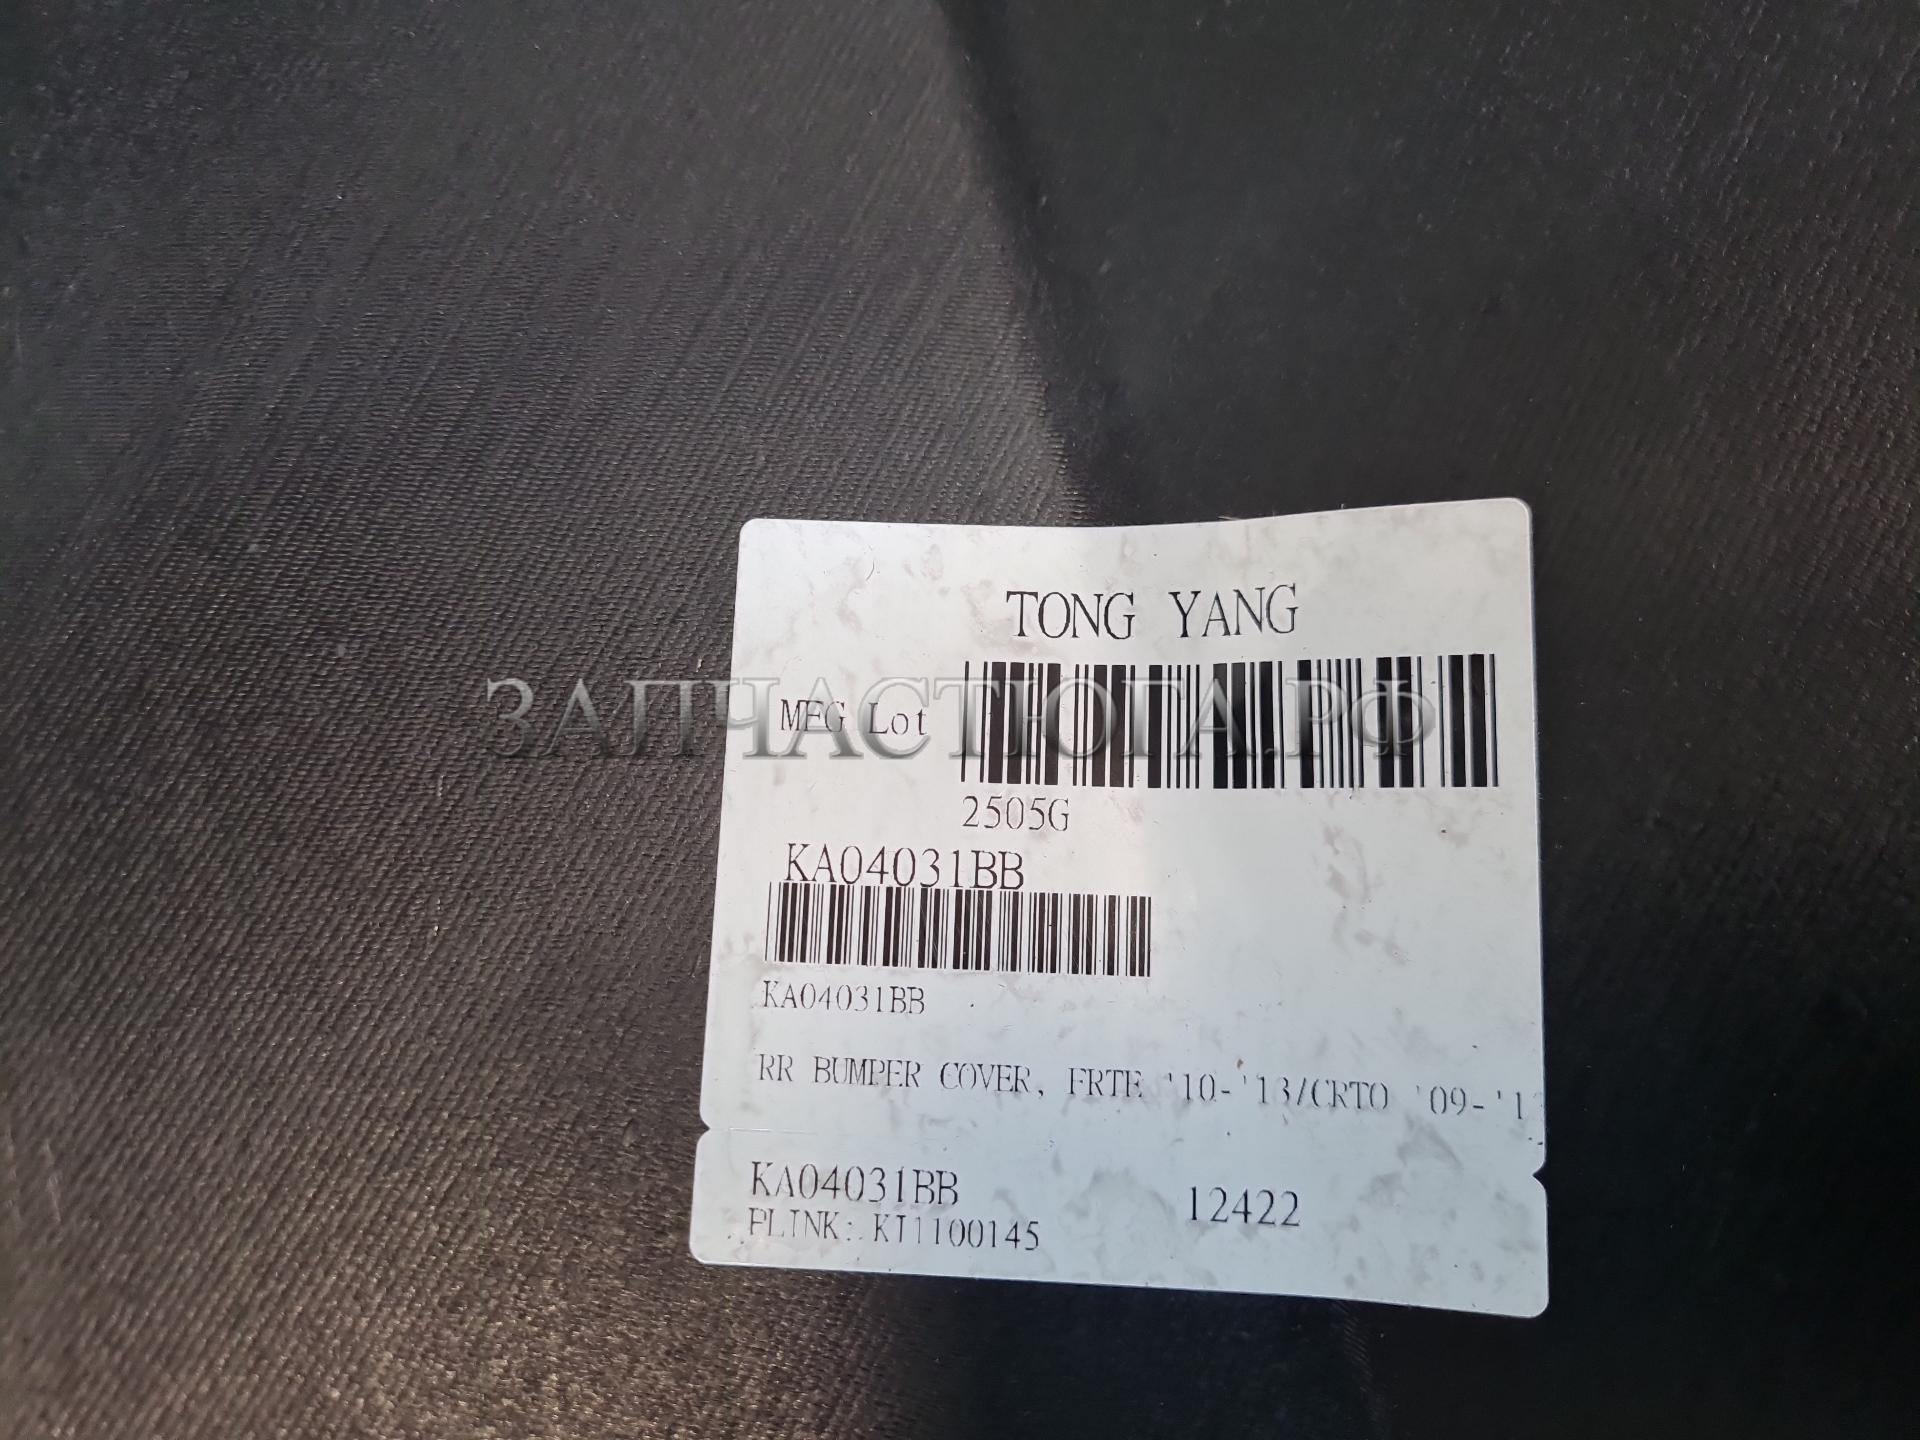 TONG YANG
ЗАПЧАСТЮГА.РФ
MFG Lot
2505G
KA04031BB
KA04031BB
RR BUMPER COVER, FRTE '10-'13/CRTO '09-'1
KA04031BB 12422
PLINK: KI1100145